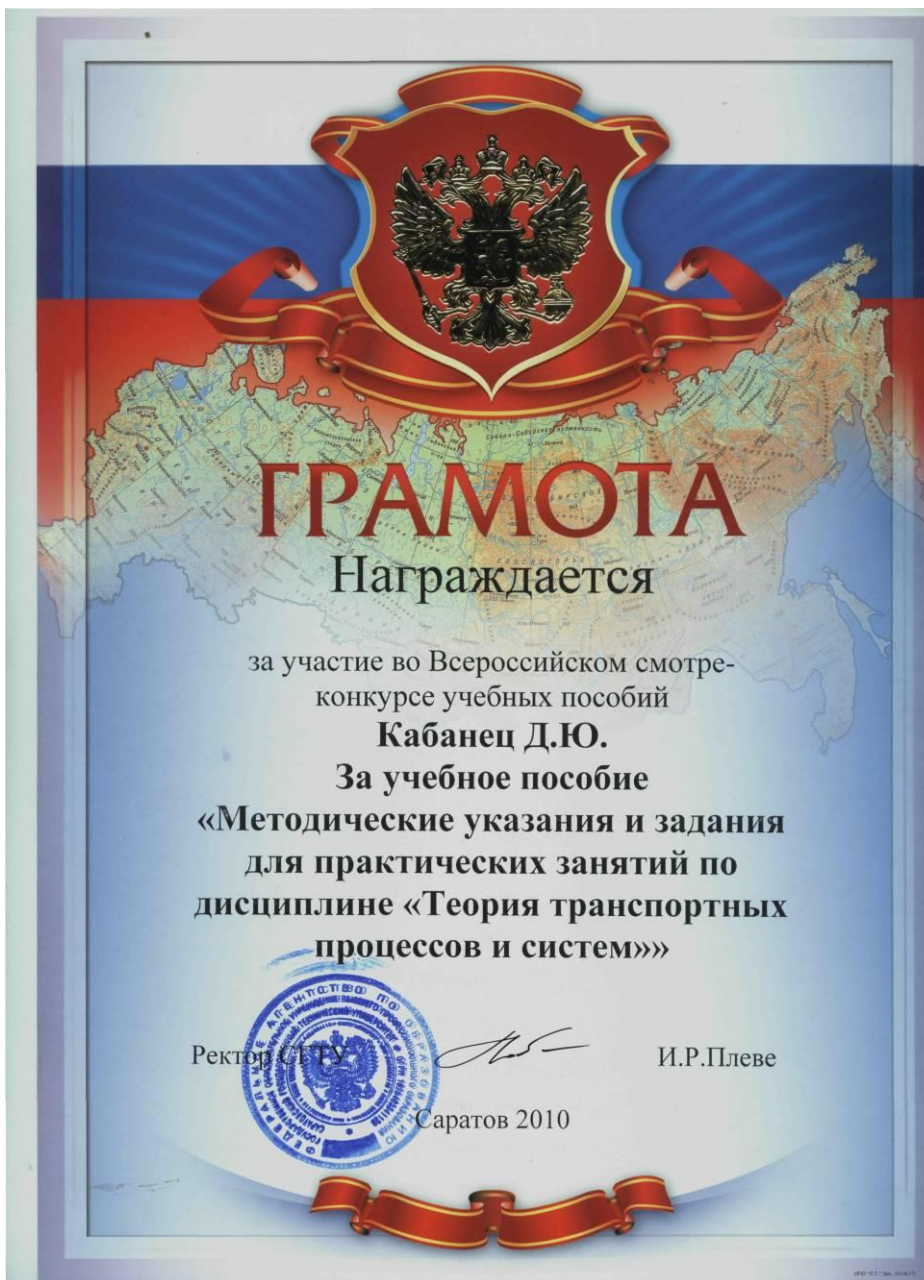 ГРАМОТА
Награждается
за участие во Всероссийском смотре-
конкурсе учебных пособий
Кабанец Д.Ю.
За учебное пособие
«Методические указания и задания
для практических занятий по
дисциплине «Теория транспортных
процессов и систем»»
Ректор СГТУ
И.Р.Плеве
Саратов 2010